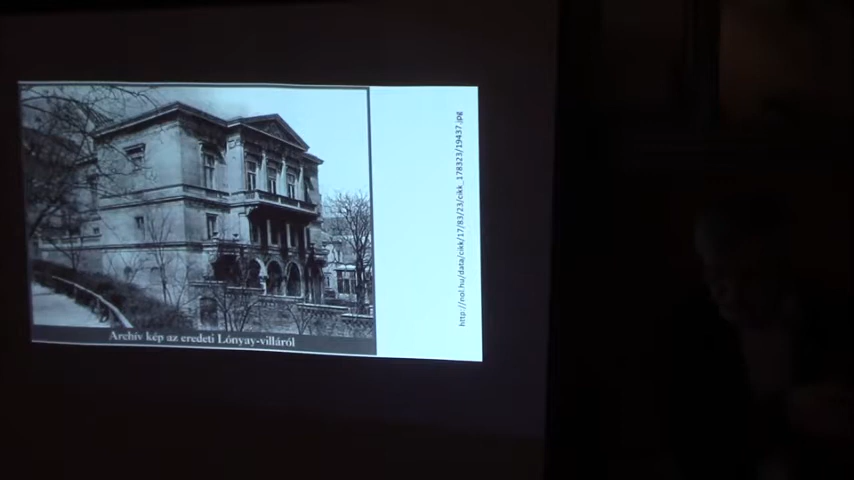 Archív kép az eredeti Lónyay-villáról
http://nol.hu/data/cikk/17/83/23/cikk_178323/19437.jpg